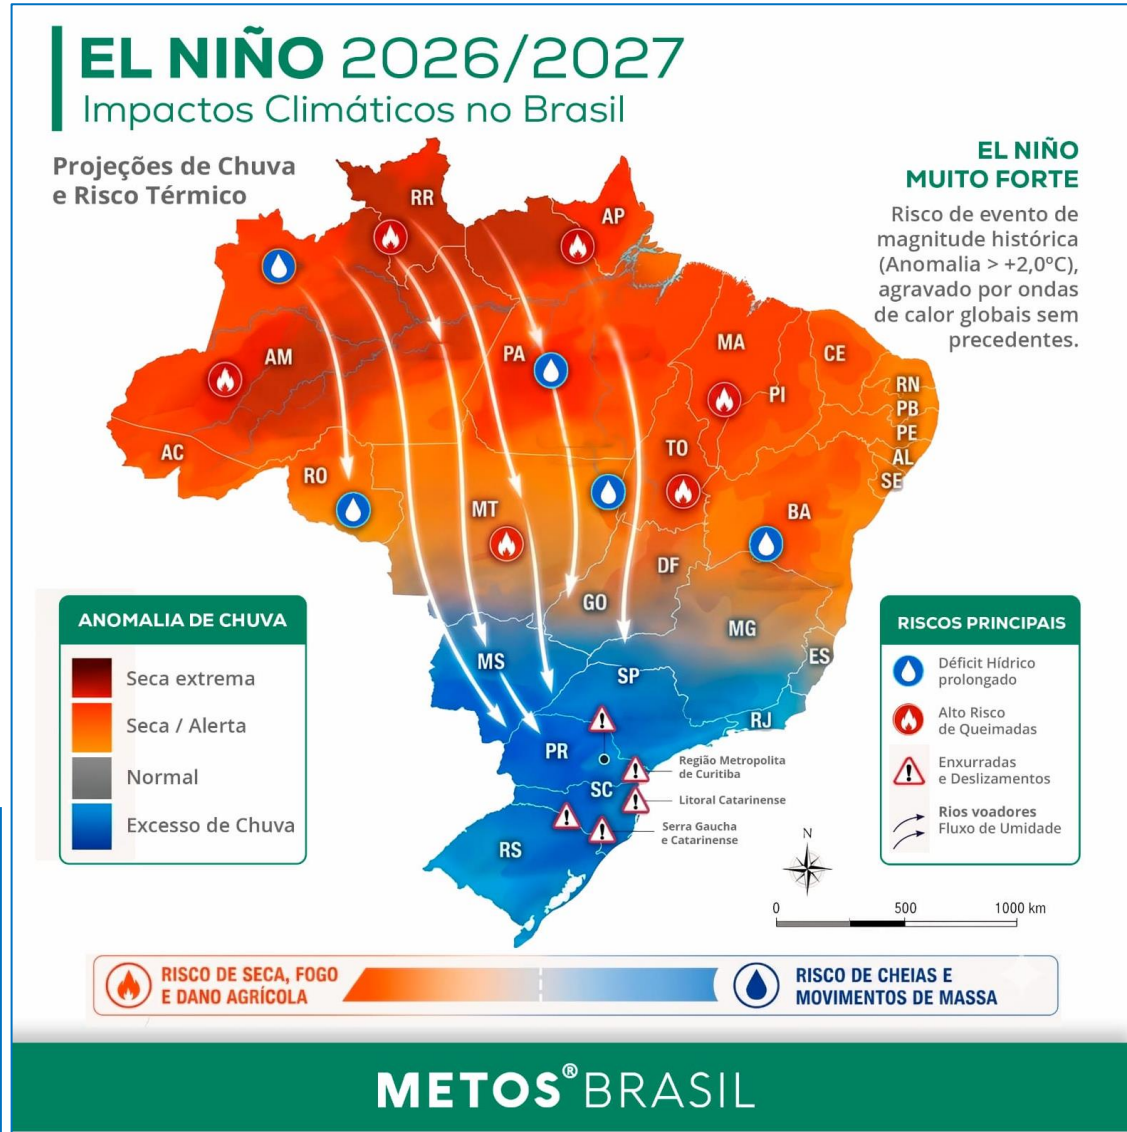 EL NIÑO 2026/2027
Impactos Climáticos no Brasil
Projeções de Chuva
e Risco Térmico
EL NIÑO
MUITO FORTE
Risco de evento de
magnitude histórica
(Anomalia > +2,0ºC),
agravado por ondas
de calor globais sem
precedentes.
RR
AP
AM
PA
MA
CE
PI
RN
PB
PE
AL
SE
AC
RO
TO
MT
BA
DF
GO
MG
ES
MS
SP
RJ
PR
SC
RS
Região Metropolita
de Curitiba
Litoral Catarinense
Serra Gaucha
e Catarinense
ANOMALIA DE CHUVA
Seca extrema
Seca / Alerta
Normal
Excesso de Chuva
RISCOS PRINCIPAIS
Déficit Hídrico
prolongado
Alto Risco
de Queimadas
Enxurradas
e Deslizamentos
Rios voadores
Fluxo de Umidade
N
0 500 1000 km
RISCO DE SECA, FOGO
E DANO AGRÍCOLA
RISCO DE CHEIAS E
MOVIMENTOS DE MASSA
METOS® BRASIL